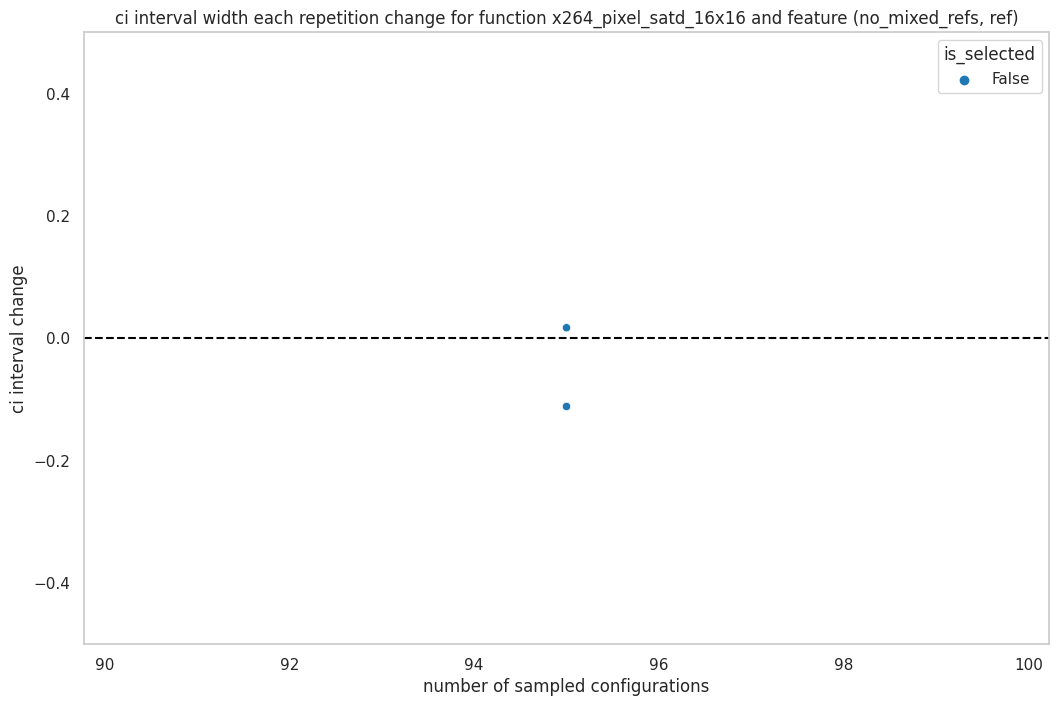 ci interval width each repetition change for function x264_pixel_satd_16x16 and feature (no_mixed_refs, ref)
is_selected
False
0.4
0.2
0.0
−0.2
−0.4
ci interval change
90 92 94 96 98 100
number of sampled configurations